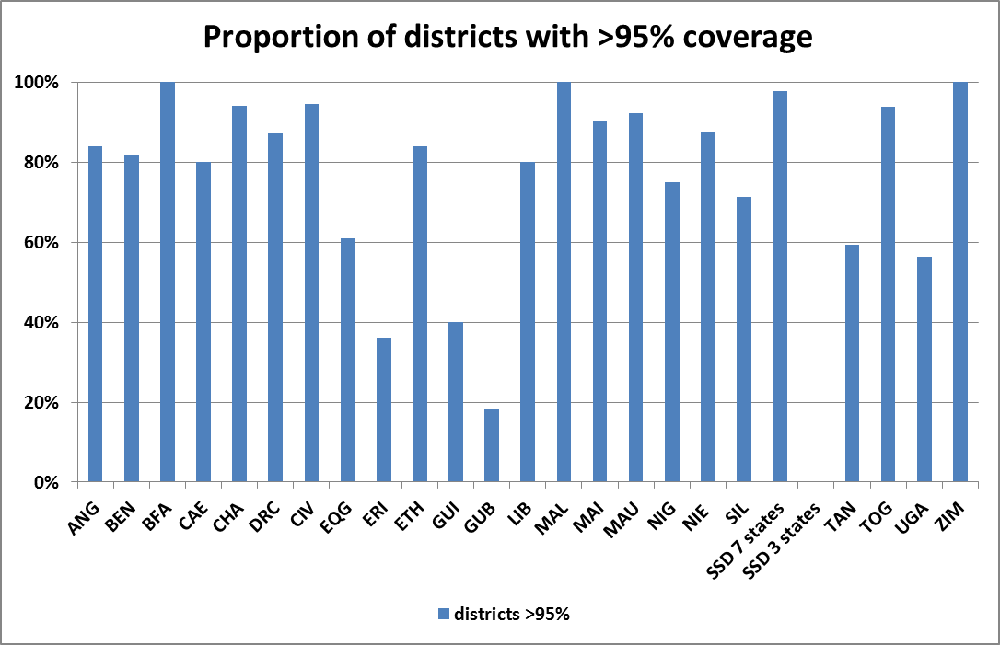 Proportion of districts with >95% coverage
100%
80%
60%
40%
20%
0%
ANG
BEN
BFA
CAE
CHA
DRC
CIV
EQG
ERI
ETH
GUI
GUB
LIB
MAL
MAI
MAU
NIG
NIE
SIL
SSD 7 states
SSD 3 states
TAN
TOG
UGA
ZIM
districts >95%